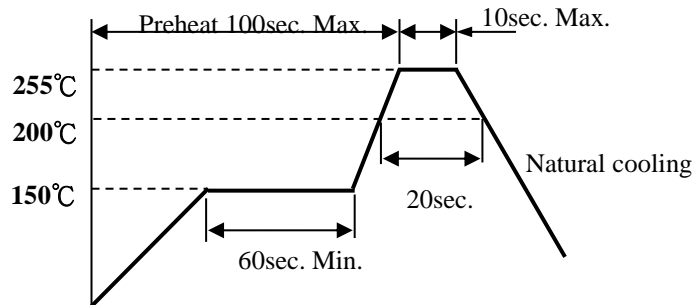 Preheat 100sec. Max.
10sec. Max.
255℃
200℃
150℃
Natural cooling
20sec.
60sec. Min.